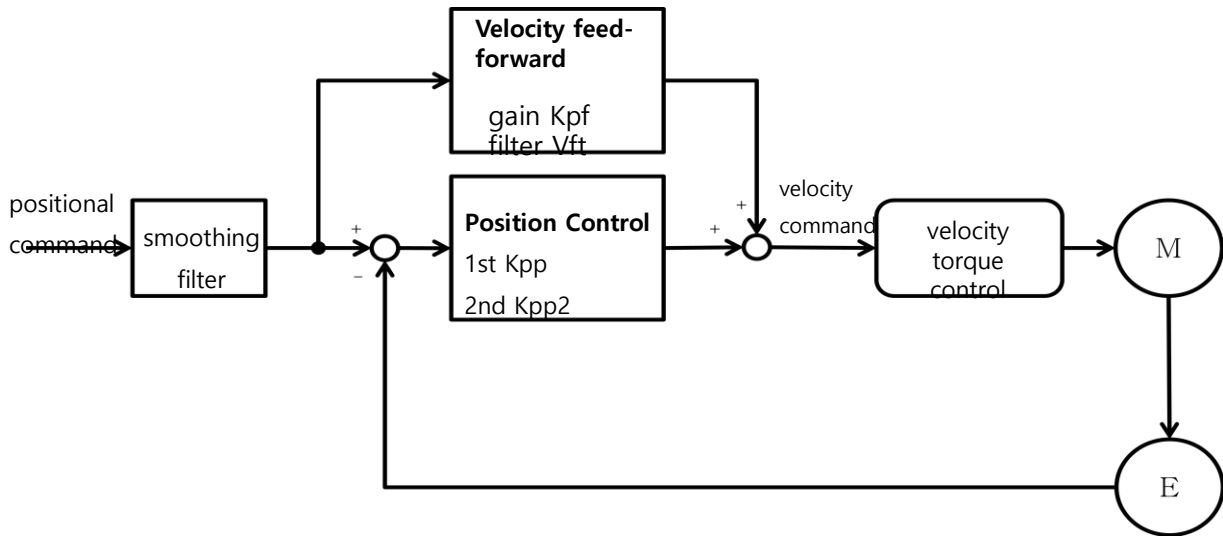 Velocity feed-
forward
gain Kpf
filter Vft
positional
command
smoothing
filter
+
−
Position Control
1st Kpp
2nd Kpp2
+
+
velocity
command
velocity
torque
control
M
E